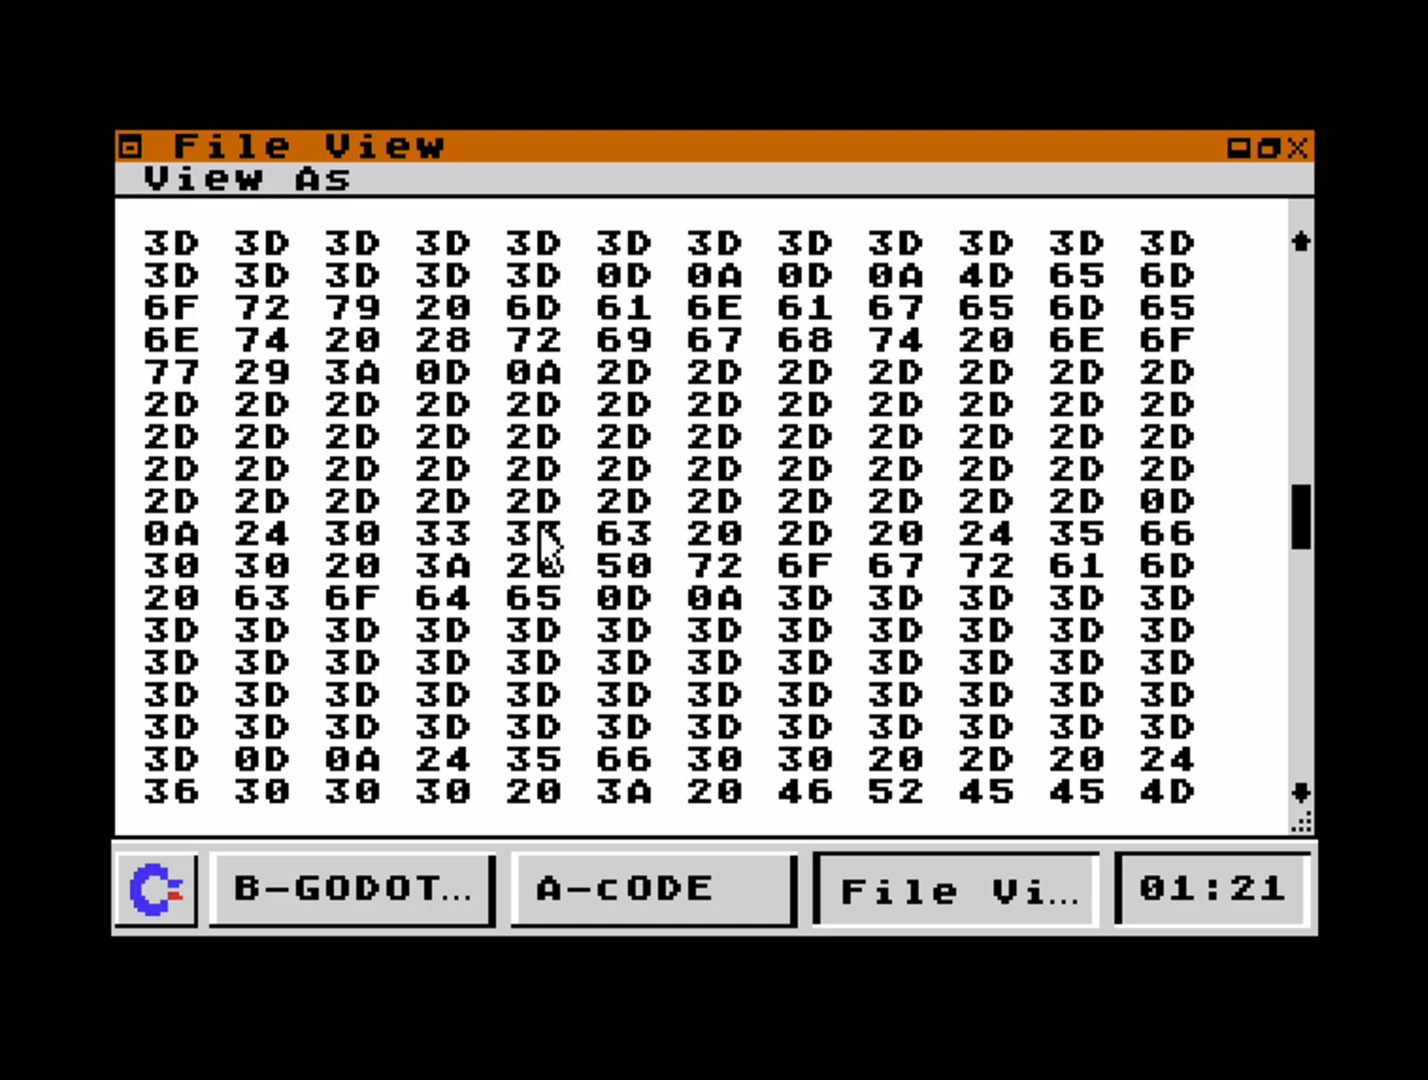 File View
View As
3D 3D 3D 3D 3D 3D 3D 3D 3D 3D 3D 3D
3D 3D 3D 3D 3D 0D 0A 0D 0A 4D 65 6D
6F 72 79 20 6D 61 6E 61 67 65 6D 65
6E 74 20 28 72 69 67 68 74 20 6E 6F
77 29 3A 0D 0A 2D 2D 2D 2D 2D 2D 2D
2D 2D 2D 2D 2D 2D 2D 2D 2D 2D 2D 2D
2D 2D 2D 2D 2D 2D 2D 2D 2D 2D 2D 2D
2D 2D 2D 2D 2D 2D 2D 2D 2D 2D 2D 2D
2D 2D 2D 2D 2D 2D 2D 2D 2D 2D 2D 0D
0A 24 30 33 63 20 2D 20 24 35 66
30 30 20 3A 50 72 6F 67 72 61 6D
20 63 6F 64 65 0D 0A 3D 3D 3D 3D 3D
3D 3D 3D 3D 3D 3D 3D 3D 3D 3D 3D 3D
3D 3D 3D 3D 3D 3D 3D 3D 3D 3D 3D 3D
3D 3D 3D 3D 3D 3D 3D 3D 3D 3D 3D 3D
3D 3D 3D 3D 3D 3D 3D 3D 3D 3D 3D 3D
3D 0D 0A 24 35 66 30 30 20 2D 20 24
36 30 30 30 20 3A 20 46 52 45 45 4D
B-GODOT...
A-cODE
File Vi...
01:21